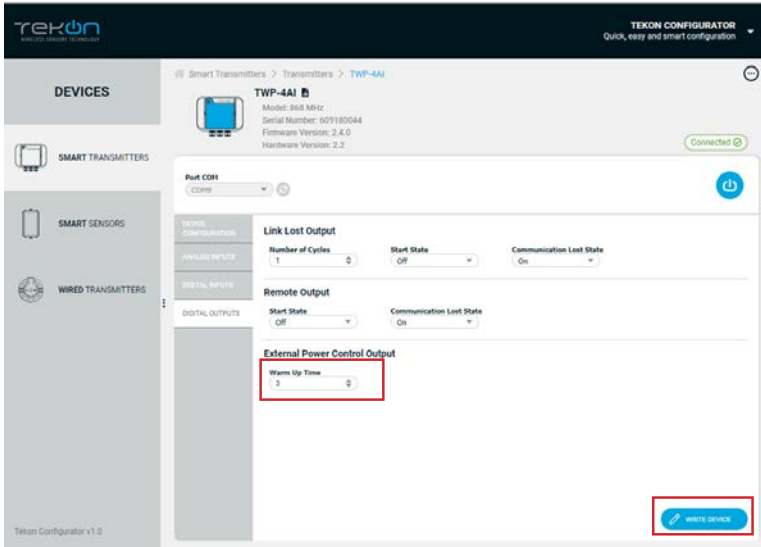 TEKON
WIRELESS SENSORS TECHNOLOGY
TEKON CONFIGURATOR
Quick, easy and smart configuration
DEVICES
SMART TRANSMITTERS
SMART SENSORS
WIRED TRANSMITTERS
Tekon Configurator v1.0
Smart Transmitters > Transmitters > TWP-4AI
TWP-4AI
Model: 868 MHz
Serial Number: 609180044
Firmware Version: 2.4.0
Hardware Version: 2.2
Connected
Port COM
COM9
DEVICE
CONFIGURATION
ANALOG INPUTS
DIGITAL INPUTS
DIGITAL OUTPUTS
Link Lost Output
Number of Cycles Start State Communication Lost State
1 Off On
Remote Output
Start State Communication Lost State
Off On
External Power Control Output
Warm Up Time
3
WRITE DEVICE